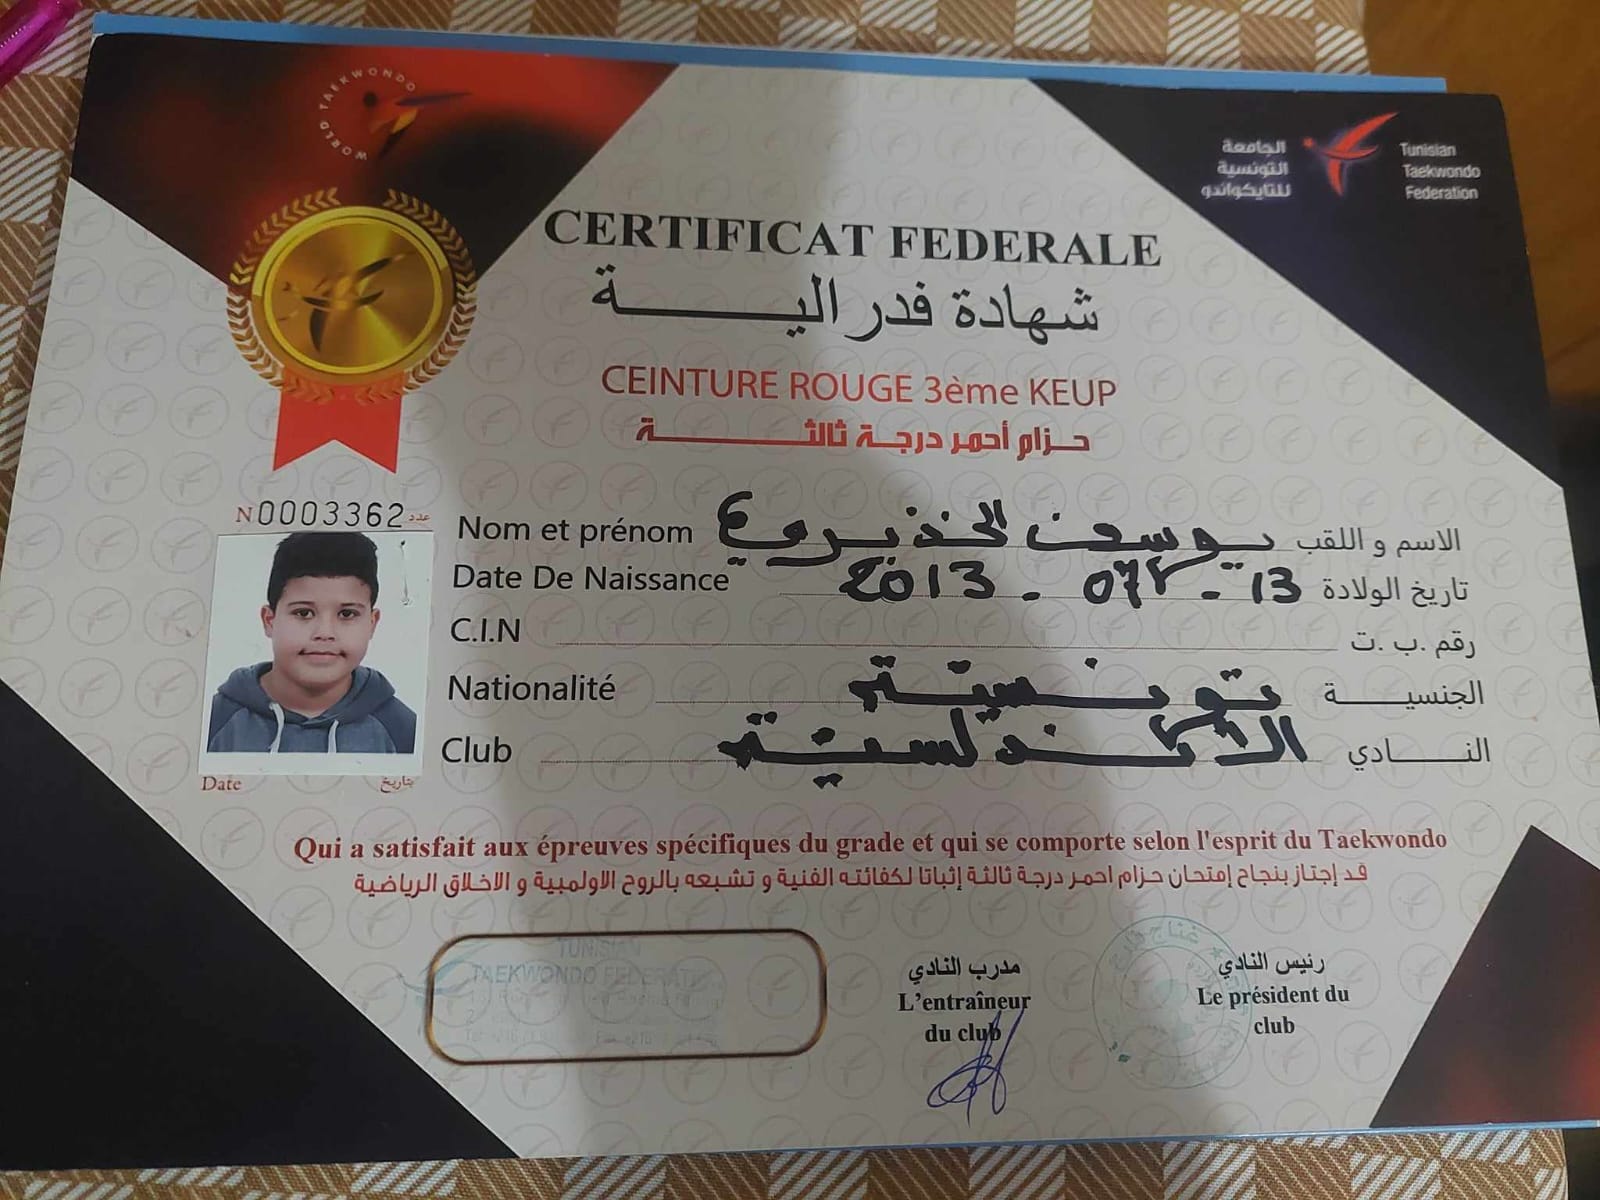 WORLD TAEKWONDO
الجامعة
التونسية
للتايكواندو
Tunisian
Taekwondo
Federation
CERTIFICAT FEDERALE
شهادة فدرالية
CEINTURE ROUGE 3ème KEUP
حزام أحمر درجة ثالثة
N0003362 عدد
Nom et prénom يوسف الخذيري الاسم و اللقب
Date De Naissance 13 - 07 - 2013 تاريخ الولادة
C.I.N رقم .ب .ت
Nationalité تونسية الجنسية
Club الأندلسية النادي
Date بتاريخ
Qui a satisfait aux épreuves spécifiques du grade et qui se comporte selon l'esprit du Taekwondo
قد إجتاز بنجاح إمتحان حزام احمر درجة ثالثة إثباتا لكفائته الفنية و تشبعه بالروح الاولمبية و الاخلاق الرياضية
TUNISIAN
TAEKWONDO FEDERATION
مدرب النادي
L'entraîneur
du club
رئيس النادي
Le président du
club